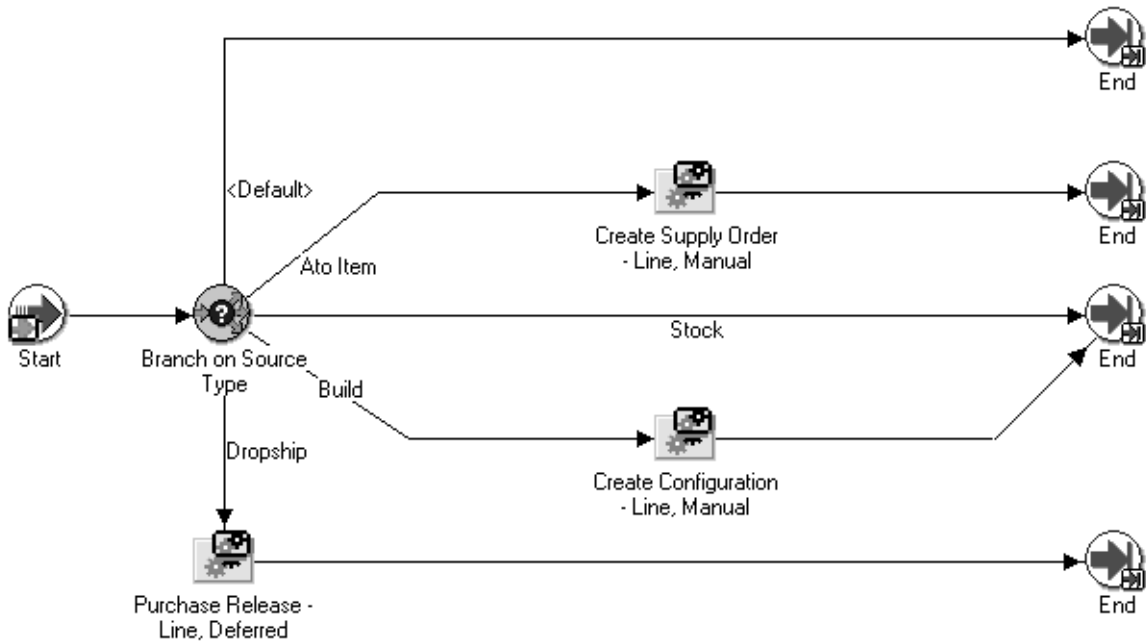 End
<Default>
Create Supply Order
- Line, Manual
End
Ato Item
Start
Branch on Source
Type
Stock
End
Build
Dropship
Create Configuration
- Line, Manual
Purchase Release -
Line, Deferred
End